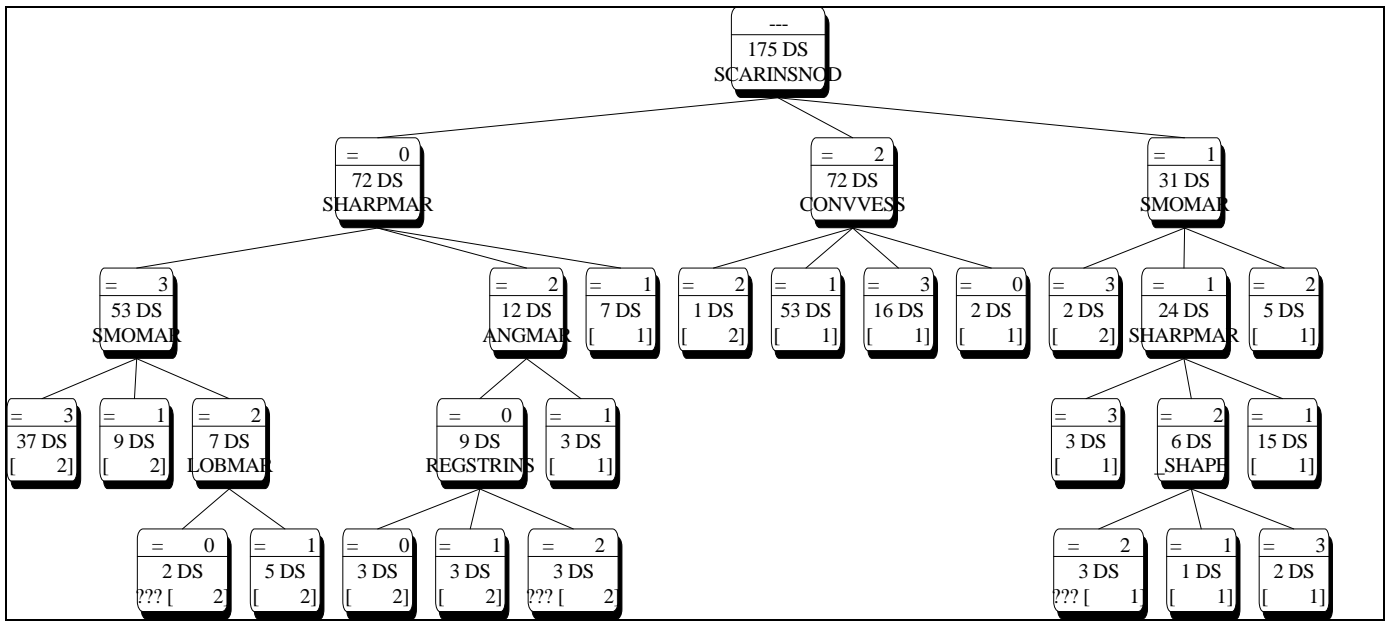 ---
175 DS
SCARINSNOD
= 0
72 DS
SHARPMAR
= 2
72 DS
CONVVESS
= 1
31 DS
SMOMAR
= 3
53 DS
SMOMAR
= 2
12 DS
ANGMAR
= 1
7 DS
[ 1]
= 2
1 DS
[ 2]
= 1
53 DS
[ 1]
= 3
16 DS
[ 1]
= 0
2 DS
[ 1]
= 3
2 DS
[ 2]
= 1
24 DS
SHARPMAR
= 2
5 DS
[ 1]
= 3
37 DS
[ 2]
= 1
9 DS
[ 2]
= 2
7 DS
LOBMAR
= 0
9 DS
REGSTRINS
= 1
3 DS
[ 1]
= 3
3 DS
[ 1]
= 2
6 DS
_SHAPE
= 1
15 DS
[ 1]
= 0
2 DS
??? [ 2]
= 1
5 DS
[ 2]
= 0
3 DS
[ 2]
= 1
3 DS
[ 2]
= 2
3 DS
??? [ 2]
= 2
3 DS
??? [ 1]
= 1
1 DS
[ 1]
= 3
2 DS
[ 1]